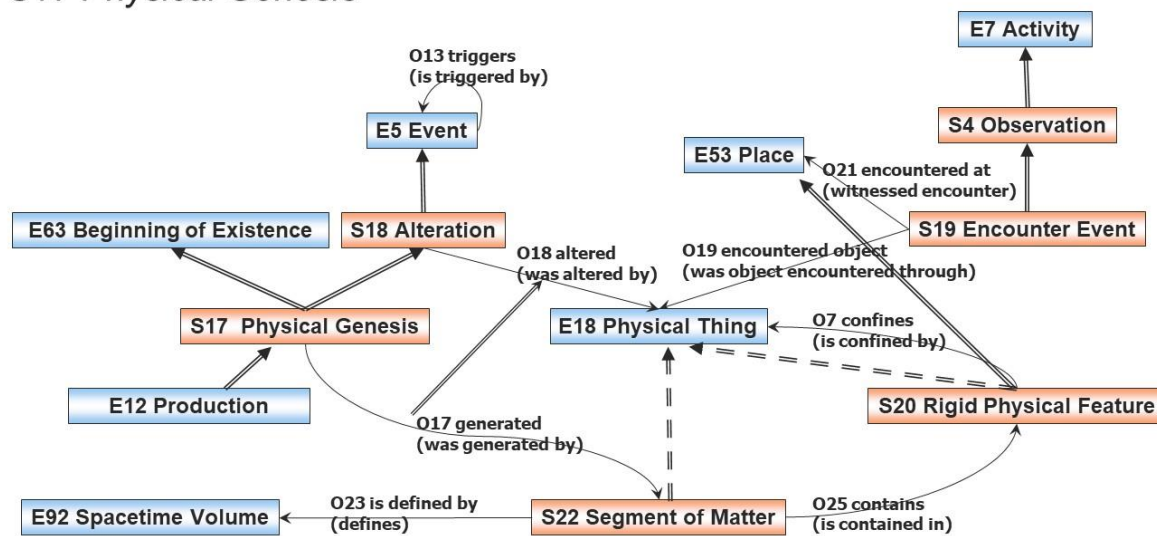 E7 Activity
O13 triggers
(is triggered by)
S4 Observation
E5 Event
E53 Place
O21 encountered at
(witnessed encounter)
E63 Beginning of Existence
S18 Alteration
S19 Encounter Event
O18 altered
(was altered by)
O19 encountered object
(was object encountered through)
S17 Physical Genesis
E18 Physical Thing
O7 confines
(is confined by)
E12 Production
S20 Rigid Physical Feature
O17 generated
(was generated by)
E92 Spacetime Volume
O23 is defined by
(defines)
S22 Segment of Matter
O25 contains
(is contained in)